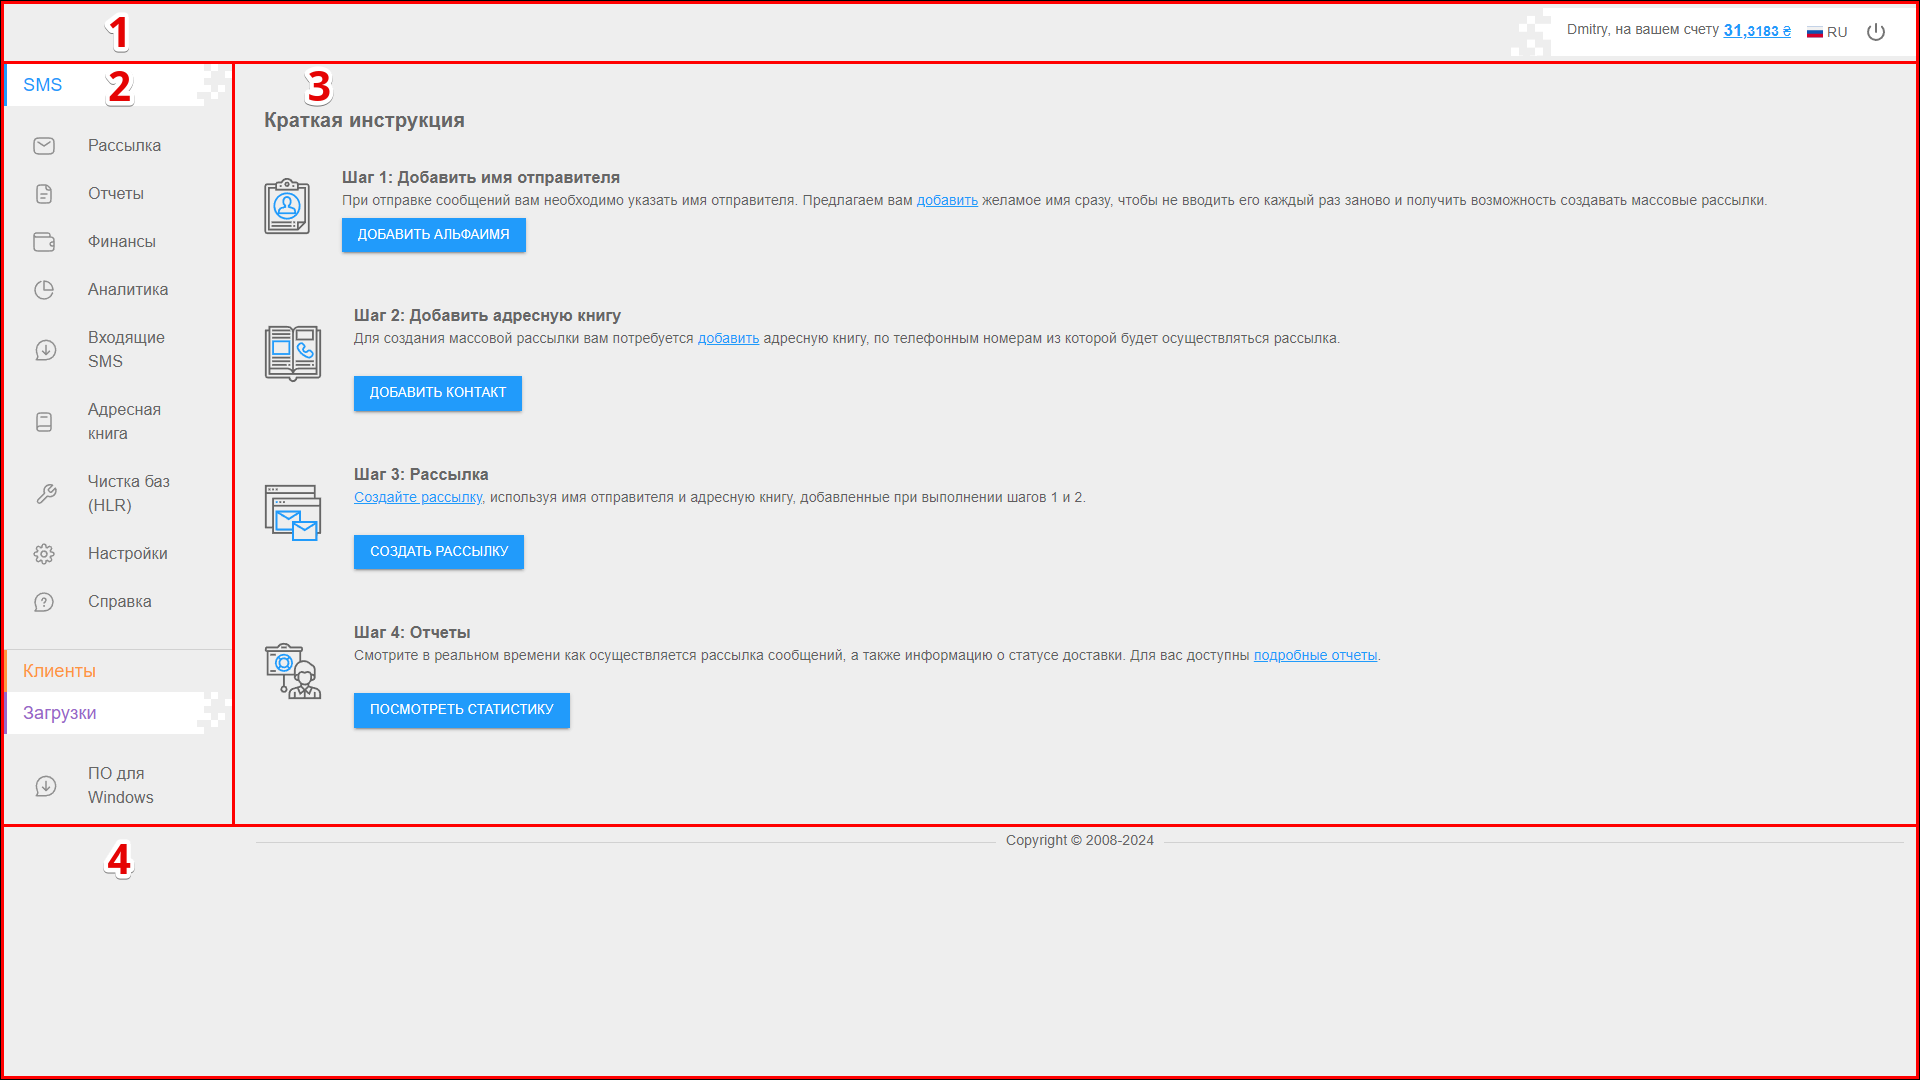 1
Dmitry, на вашем счету 31,3183 ₴ RU
SMS
2
Рассылка
Отчеты
Финансы
Аналитика
Входящие
SMS
Адресная
книга
Чистка баз
(HLR)
Настройки
Справка
Клиенты
Загрузки
ПО для
Windows
3
Краткая инструкция
Шаг 1: Добавить имя отправителя
При отправке сообщений вам необходимо указать имя отправителя. Предлагаем вам добавить желамое имя сразу, чтобы не вводить его каждый раз заново и получить возможность создавать массовые рассылки.
ДОБАВИТЬ АЛЬФАИМЯ
Шаг 2: Добавить адресную книгу
Для создания массовой рассылки вам потребуется добавить адресную книгу, по телефонным номерам из которой будет осуществляться рассылка.
ДОБАВИТЬ КОНТАКТ
Шаг 3: Рассылка
Создайте рассылку, используя имя отправителя и адресную книгу, добавленные при выполнении шагов 1 и 2.
СОЗДАТЬ РАССЫЛКУ
Шаг 4: Отчеты
Смотрите в реальном времени как осуществляется рассылка сообщений, а также информацию о статусе доставки. Для вас доступны подробные отчеты.
ПОСМОТРЕТЬ СТАТИСТИКУ
4
Copyright © 2008-2024